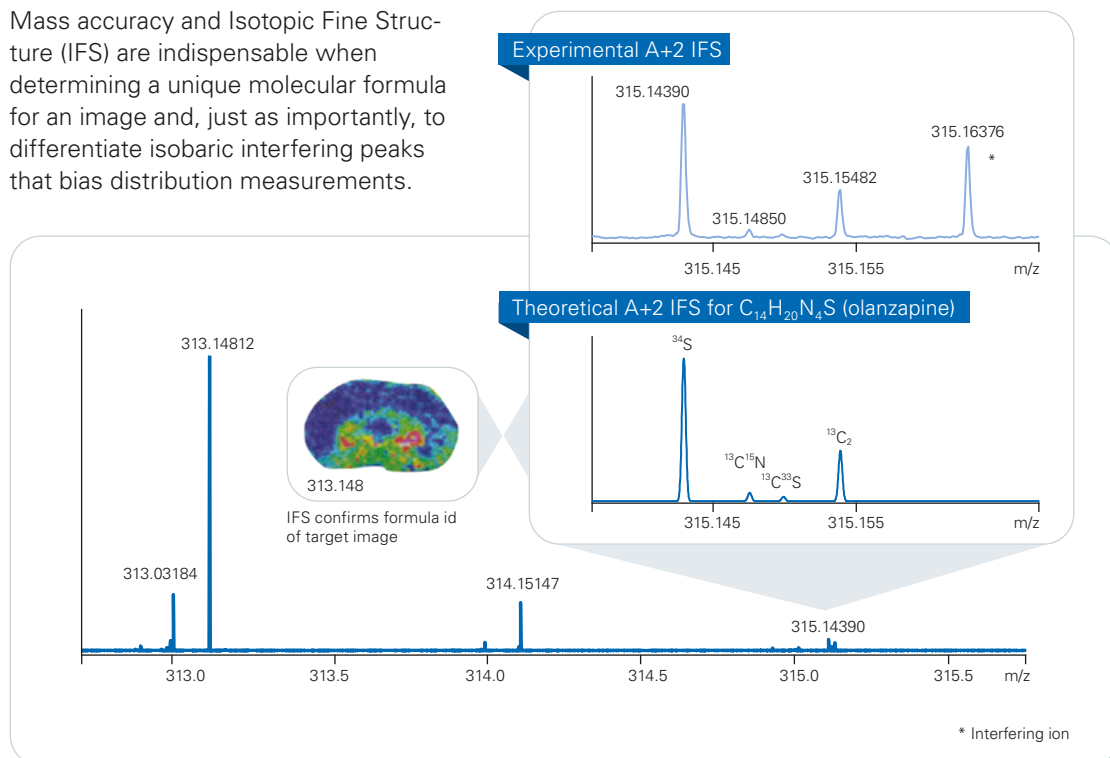 Mass accuracy and Isotopic Fine Struc-
ture (IFS) are indispensable when
determining a unique molecular formula
for an image and, just as importantly, to
differentiate isobaric interfering peaks
that bias distribution measurements.
Experimental A+2 IFS
315.14390
315.14850
315.15482
315.16376
*
315.145
315.155
m/z
Theoretical A+2 IFS for C₁₄H₂₀N₄S (olanzapine)
³⁴S
¹³C¹⁵N
¹³C³³S
¹³C₂
315.145
315.155
m/z
313.14812
313.03184
313.148
IFS confirms formula id
of target image
314.15147
315.14390
313.0
313.5
314.0
314.5
315.0
315.5
m/z
* Interfering ion